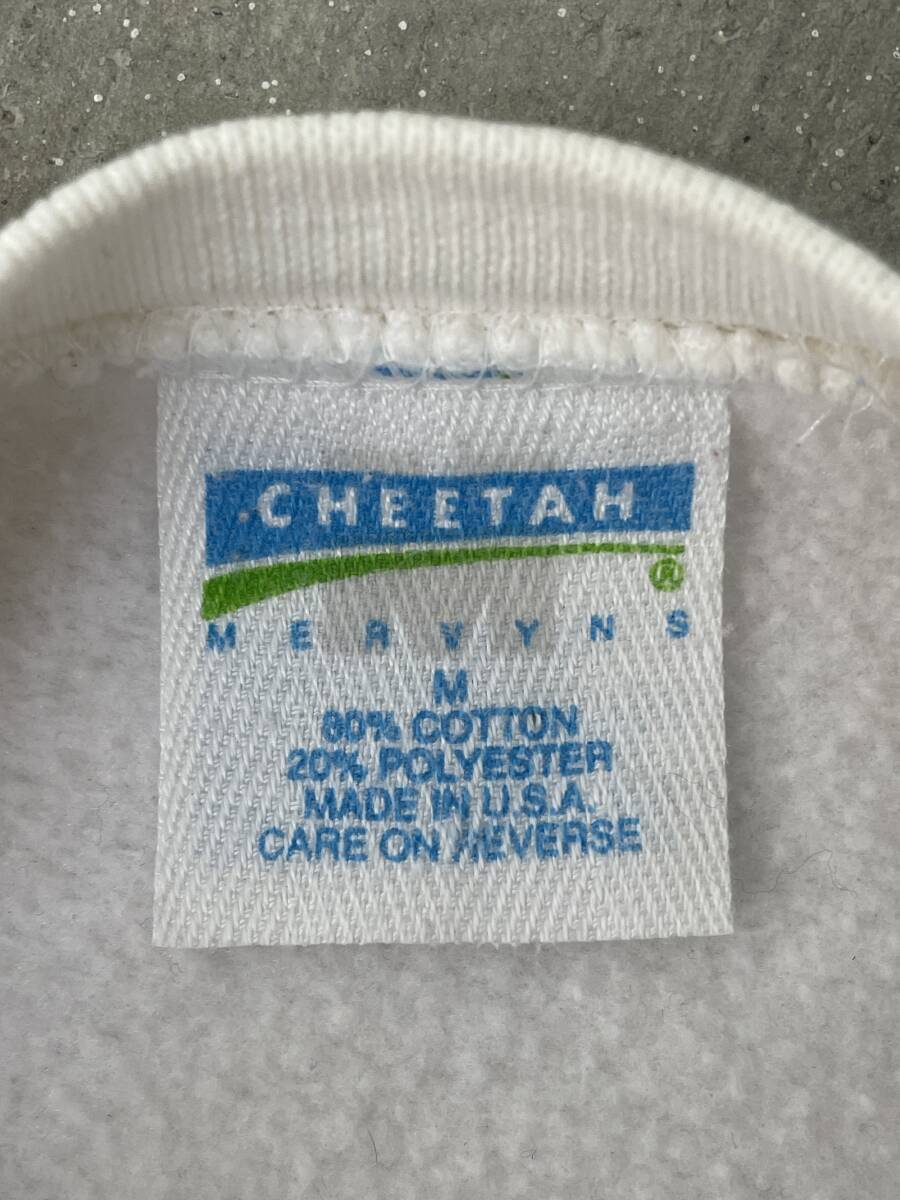 CHEETAH
®
MERVYNS
M
80% COTTON
20% POLYESTER
MADE IN U.S.A.
CARE ON REVERSE